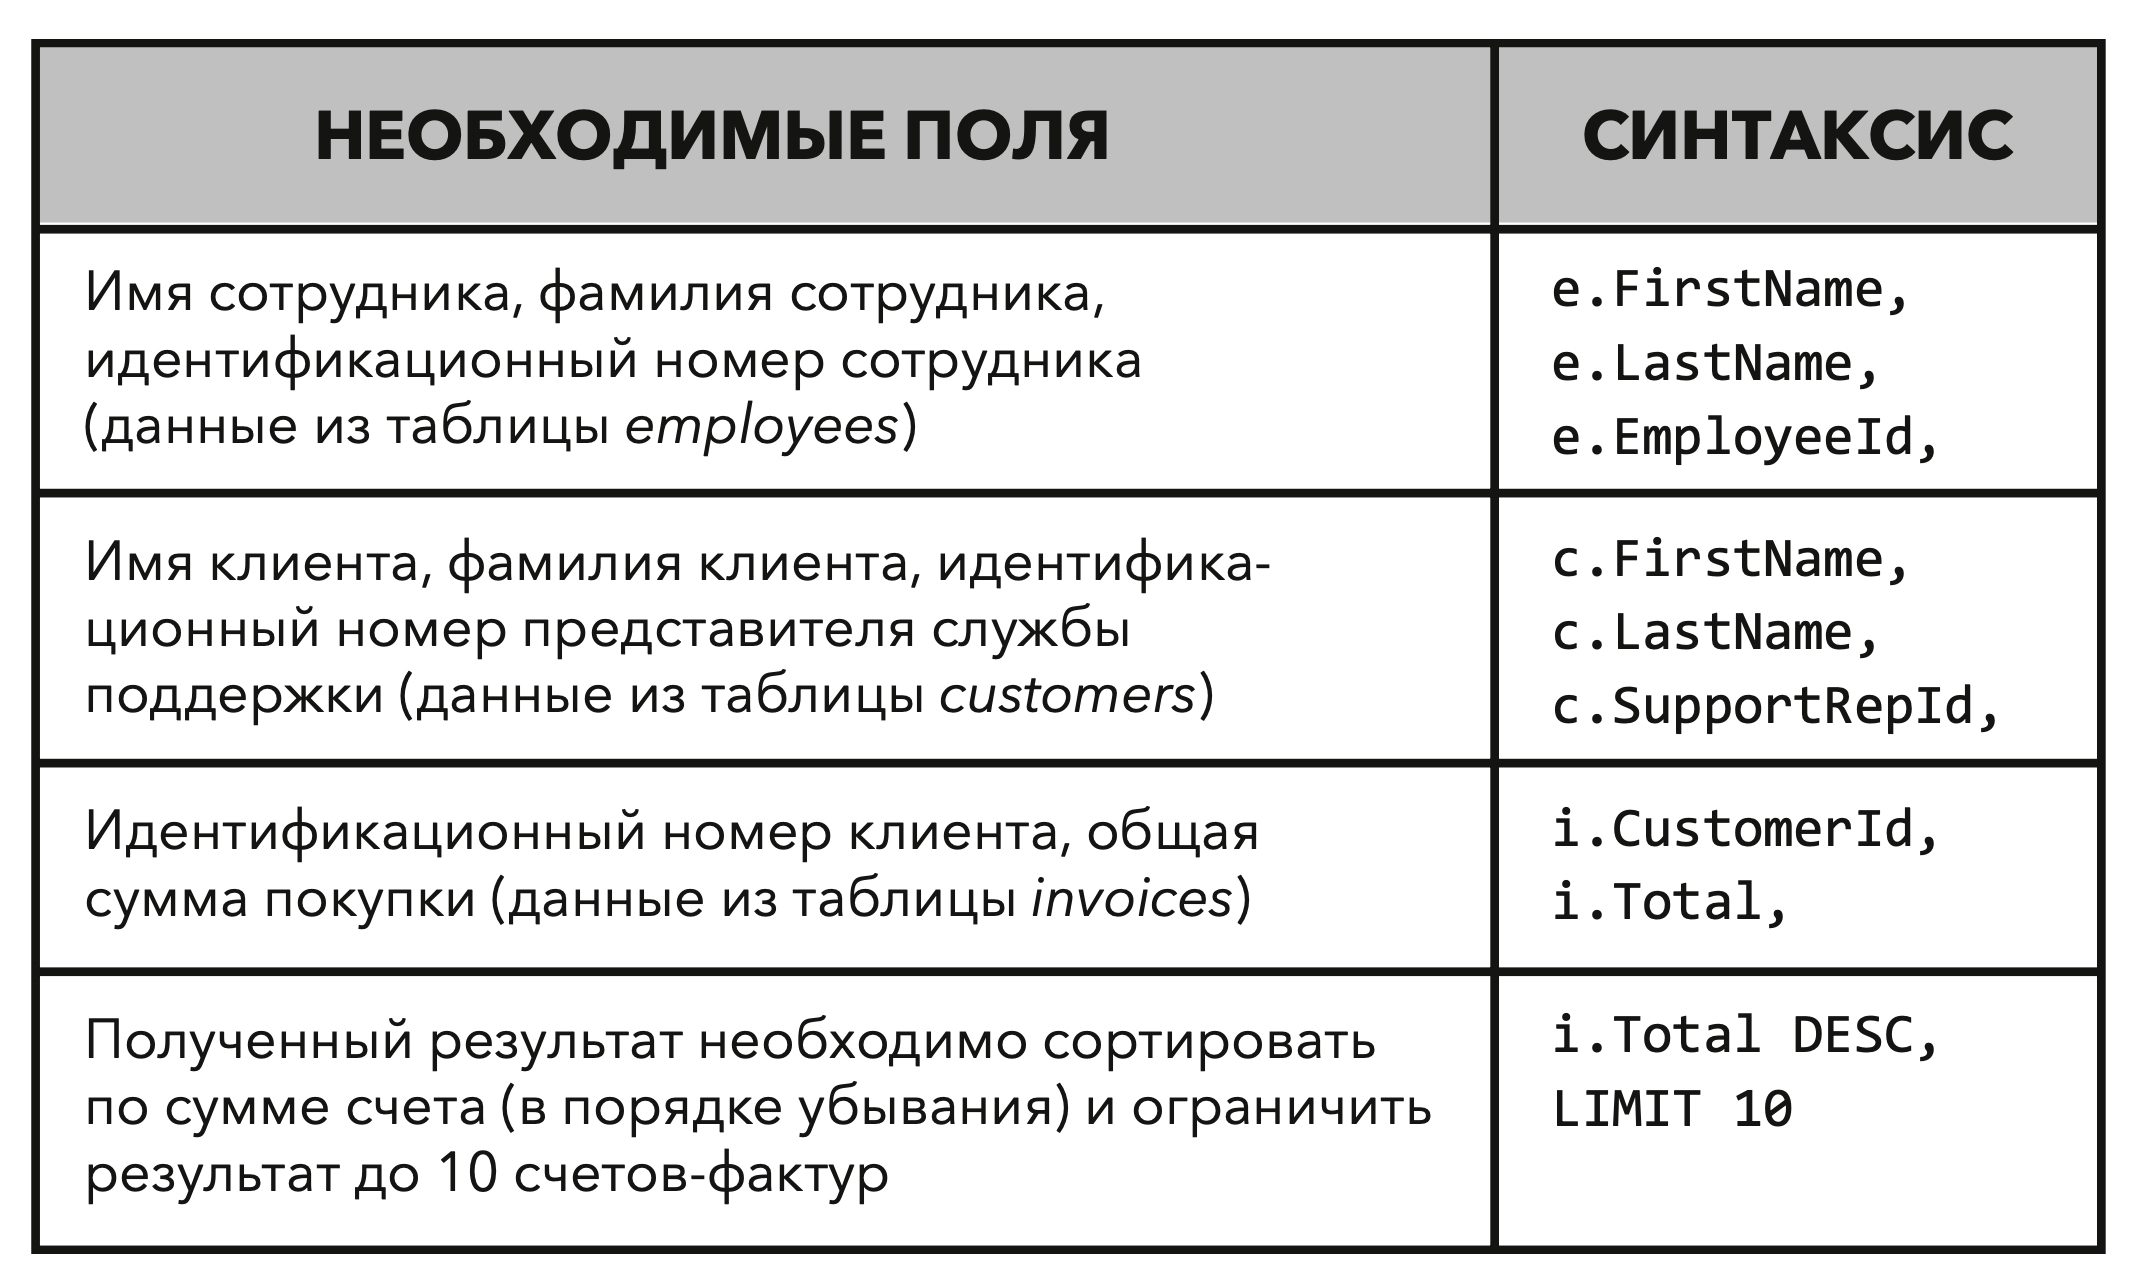 НЕОБХОДИМЫЕ ПОЛЯ
СИНТАКСИС
Имя сотрудника, фамилия сотрудника,
идентификационный номер сотрудника
(данные из таблицы employees)
e.FirstName,
e.LastName,
e.EmployeeId,
Имя клиента, фамилия клиента, идентифика-
ционный номер представителя службы
поддержки (данные из таблицы customers)
c.FirstName,
c.LastName,
c.SupportRepId,
Идентификационный номер клиента, общая
сумма покупки (данные из таблицы invoices)
i.CustomerId,
i.Total,
Полученный результат необходимо сортировать
по сумме счета (в порядке убывания) и ограничить
результат до 10 счетов-фактур
i.Total DESC,
LIMIT 10